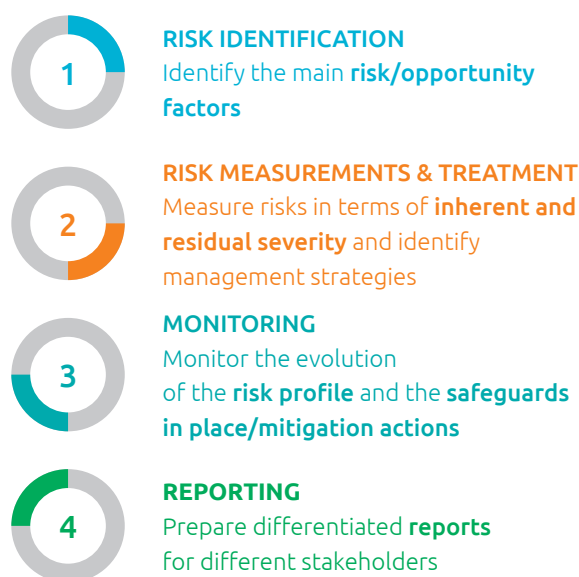 1
RISK IDENTIFICATION
Identify the main risk/opportunity
factors
2
RISK MEASUREMENTS & TREATMENT
Measure risks in terms of inherent and
residual severity and identify
management strategies
3
MONITORING
Monitor the evolution
of the risk profile and the safeguards
in place/mitigation actions
4
REPORTING
Prepare differentiated reports
for different stakeholders